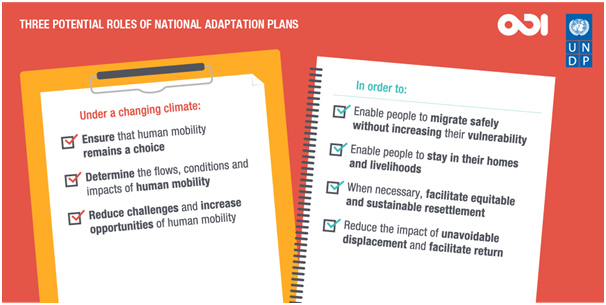 THREE POTENTIAL ROLES OF NATIONAL ADAPTATION PLANS
ODI
U N
D P
Under a changing climate:
Ensure that human mobility
remains a choice
Determine the flows, conditions and
impacts of human mobility
Reduce challenges and increase
opportunities of human mobility
In order to:
Enable people to migrate safely
without increasing their vulnerability
Enable people to stay in their homes
and livelihoods
When necessary, facilitate equitable
and sustainable resettlement
Reduce the impact of unavoidable
displacement and facilitate return